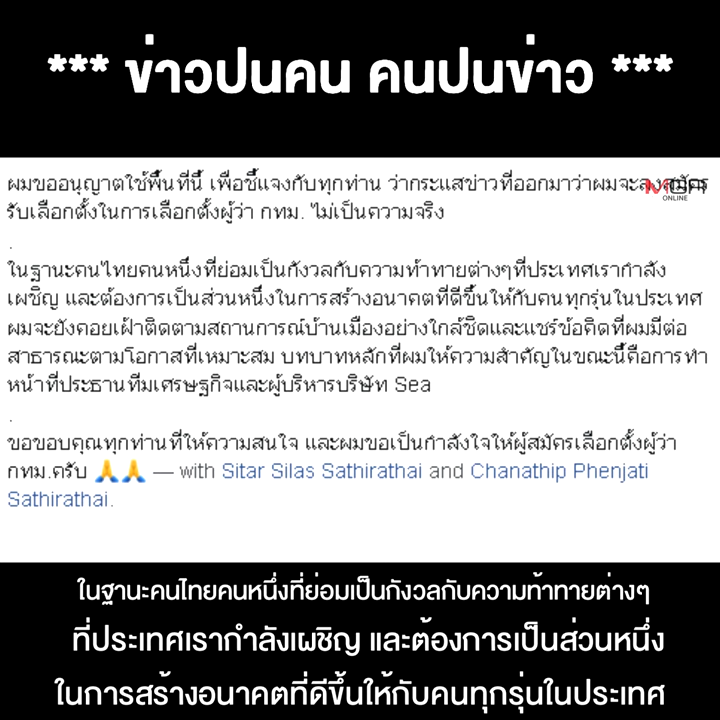 *** ข่าวปนคน คนปนข่าว ***
ผมขออนุญาตใช้พื้นที่นี้ เพื่อชี้แจงกับทุกท่าน ว่ากระแสข่าวที่ออกมาว่าผมจะลงสมัคร
MGR
ONLINE
รับเลือกตั้งในการเลือกตั้งผู้ว่า กทม. ไม่เป็นความจริง
.
ในฐานะคนไทยคนหนึ่งที่ย่อมเป็นกังวลกับความท้าทายต่างๆที่ประเทศเรากำลัง
เผชิญ และต้องการเป็นส่วนหนึ่งในการสร้างอนาคตที่ดีขึ้นให้กับคนทุกรุ่นในประเทศ
ผมจะยังคอยเฝ้าติดตามสถานการณ์บ้านเมืองอย่างใกล้ชิดและแชร์ข้อคิดที่ผมมีต่อ
สาธารณะตามโอกาสที่เหมาะสม บทบาทหลักที่ผมให้ความสำคัญในขณะนี้คือการทำ
หน้าที่ประธานทีมเศรษฐกิจและผู้บริหารบริษัท Sea
.
ขอขอบคุณทุกท่านที่ให้ความสนใจ และผมขอเป็นกำลังใจให้ผู้สมัครเลือกตั้งผู้ว่า
กทม.ครับ 🙏🙏 — with Sitar Silas Sathirathai and Chanathip Phenjati
Sathirathai.
ในฐานะคนไทยคนหนึ่งที่ย่อมเป็นกังวลกับความท้าทายต่างๆ
ที่ประเทศเรากำลังเผชิญ และต้องการเป็นส่วนหนึ่ง
ในการสร้างอนาคตที่ดีขึ้นให้กับคนทุกรุ่นในประเทศ